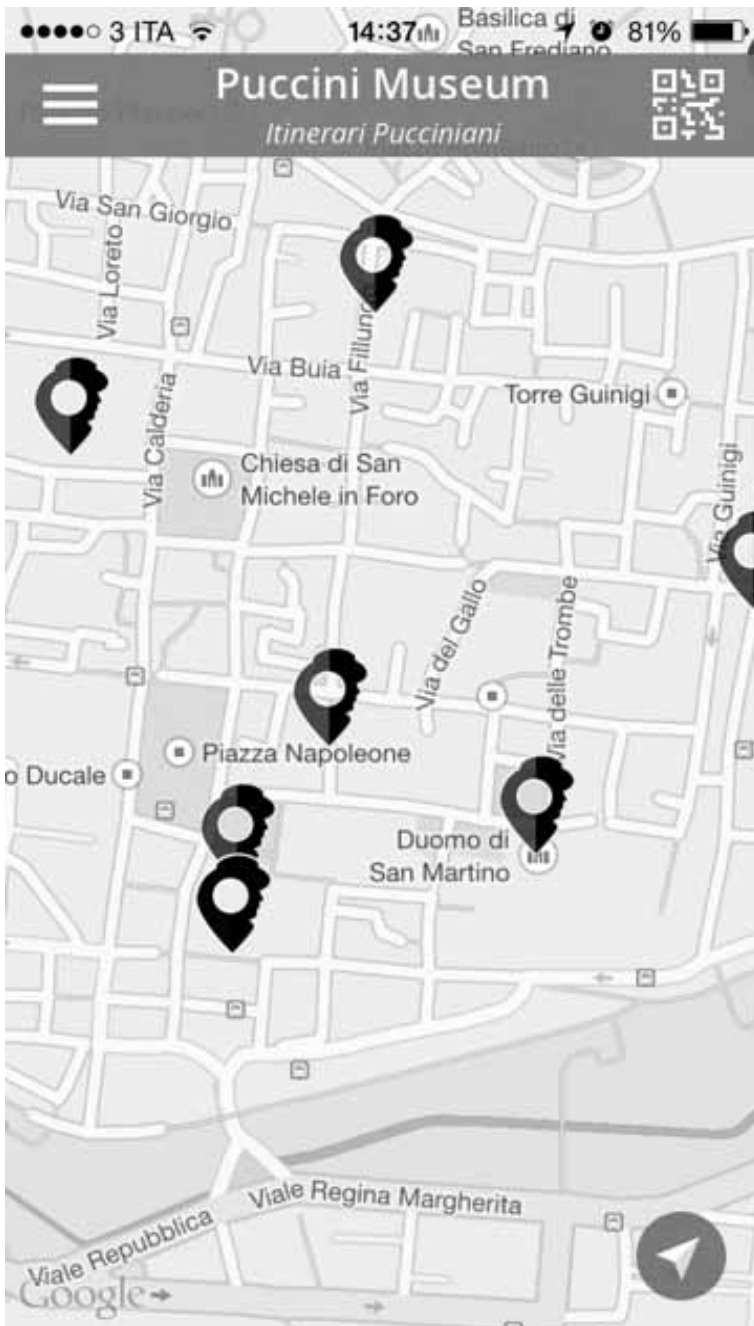 3 ITA 14:37 81%
Basilica di
San Frediano
Puccini Museum
Itinerari Pucciniani
Via San Giorgio
Via Loreto
Via Fillungo
Via Buia
Torre Guinigi
Via Calderia
Chiesa di San
Michele in Foro
Via Guinigi
Via del Gallo
Via delle Trombe
Piazza Napoleone
o Ducale
Duomo di
San Martino
Viale Regina Margherita
Viale Repubblica
Google